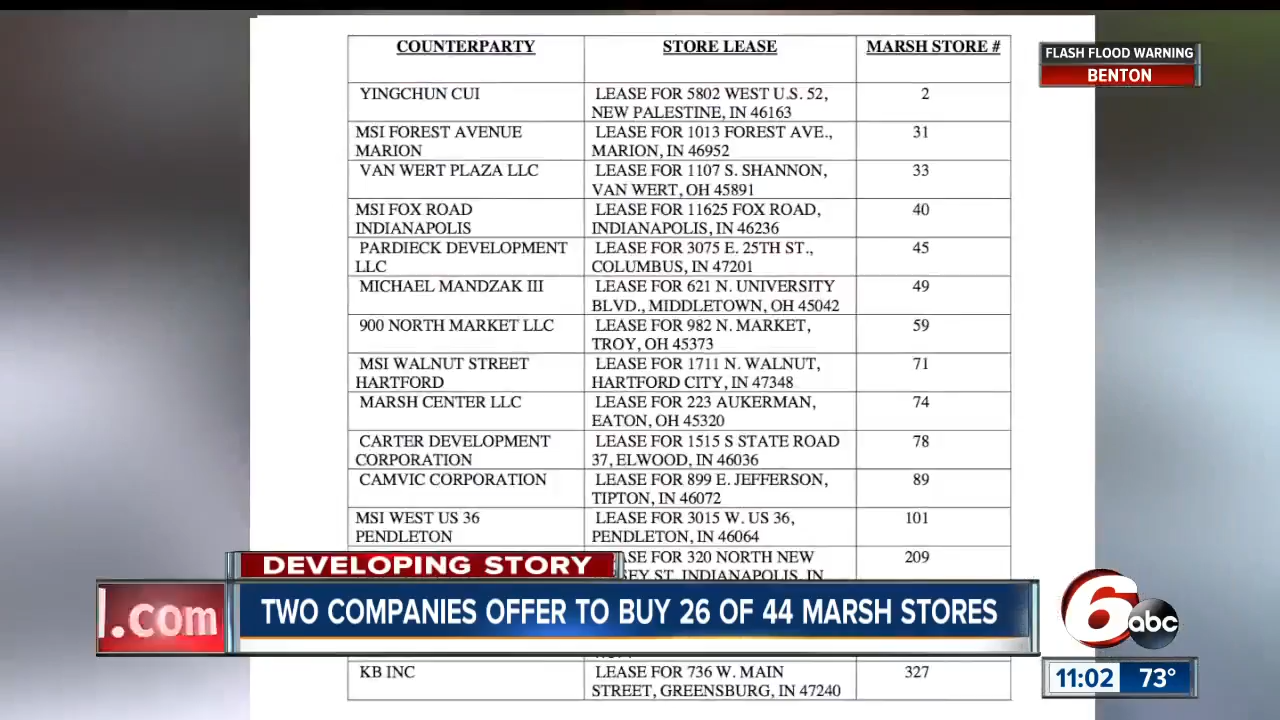 COUNTERPARTY STORE LEASE MARSH STORE #
YINGCHUN CUI LEASE FOR 5802 WEST U.S. 52, 2
NEW PALESTINE, IN 46163
MSI FOREST AVENUE LEASE FOR 1013 FOREST AVE., 31
MARION MARION, IN 46952
VAN WERT PLAZA LLC LEASE FOR 1107 S. SHANNON, 33
VAN WERT, OH 45891
MSI FOX ROAD LEASE FOR 11625 FOX ROAD, 40
INDIANAPOLIS INDIANAPOLIS, IN 46236
PARDIECK DEVELOPMENT LEASE FOR 3075 E. 25TH ST., 45
LLC COLUMBUS, IN 47201
MICHAEL MANDZAK III LEASE FOR 621 N. UNIVERSITY 49
BLVD., MIDDLETOWN, OH 45042
900 NORTH MARKET LLC LEASE FOR 982 N. MARKET, 59
TROY, OH 45373
MSI WALNUT STREET LEASE FOR 1711 N. WALNUT, 71
HARTFORD HARTFORD CITY, IN 47348
MARSH CENTER LLC LEASE FOR 223 AUKERMAN, 74
EATON, OH 45320
CARTER DEVELOPMENT LEASE FOR 1515 S STATE ROAD 78
CORPORATION 37, ELWOOD, IN 46036
CAMVIC CORPORATION LEASE FOR 899 E. JEFFERSON, 89
TIPTON, IN 46072
MSI WEST US 36 LEASE FOR 3015 W. US 36, 101
PENDLETON PENDLETON, IN 46064
FOR 320 NORTH NEW 209
ST, INDIANAPOLIS, IN
KB INC LEASE FOR 736 W. MAIN 327
STREET, GREENSBURG, IN 47240
FLASH FLOOD WARNING
BENTON
DEVELOPING STORY
.com TWO COMPANIES OFFER TO BUY 26 OF 44 MARSH STORES
6 abc
11:02 73°